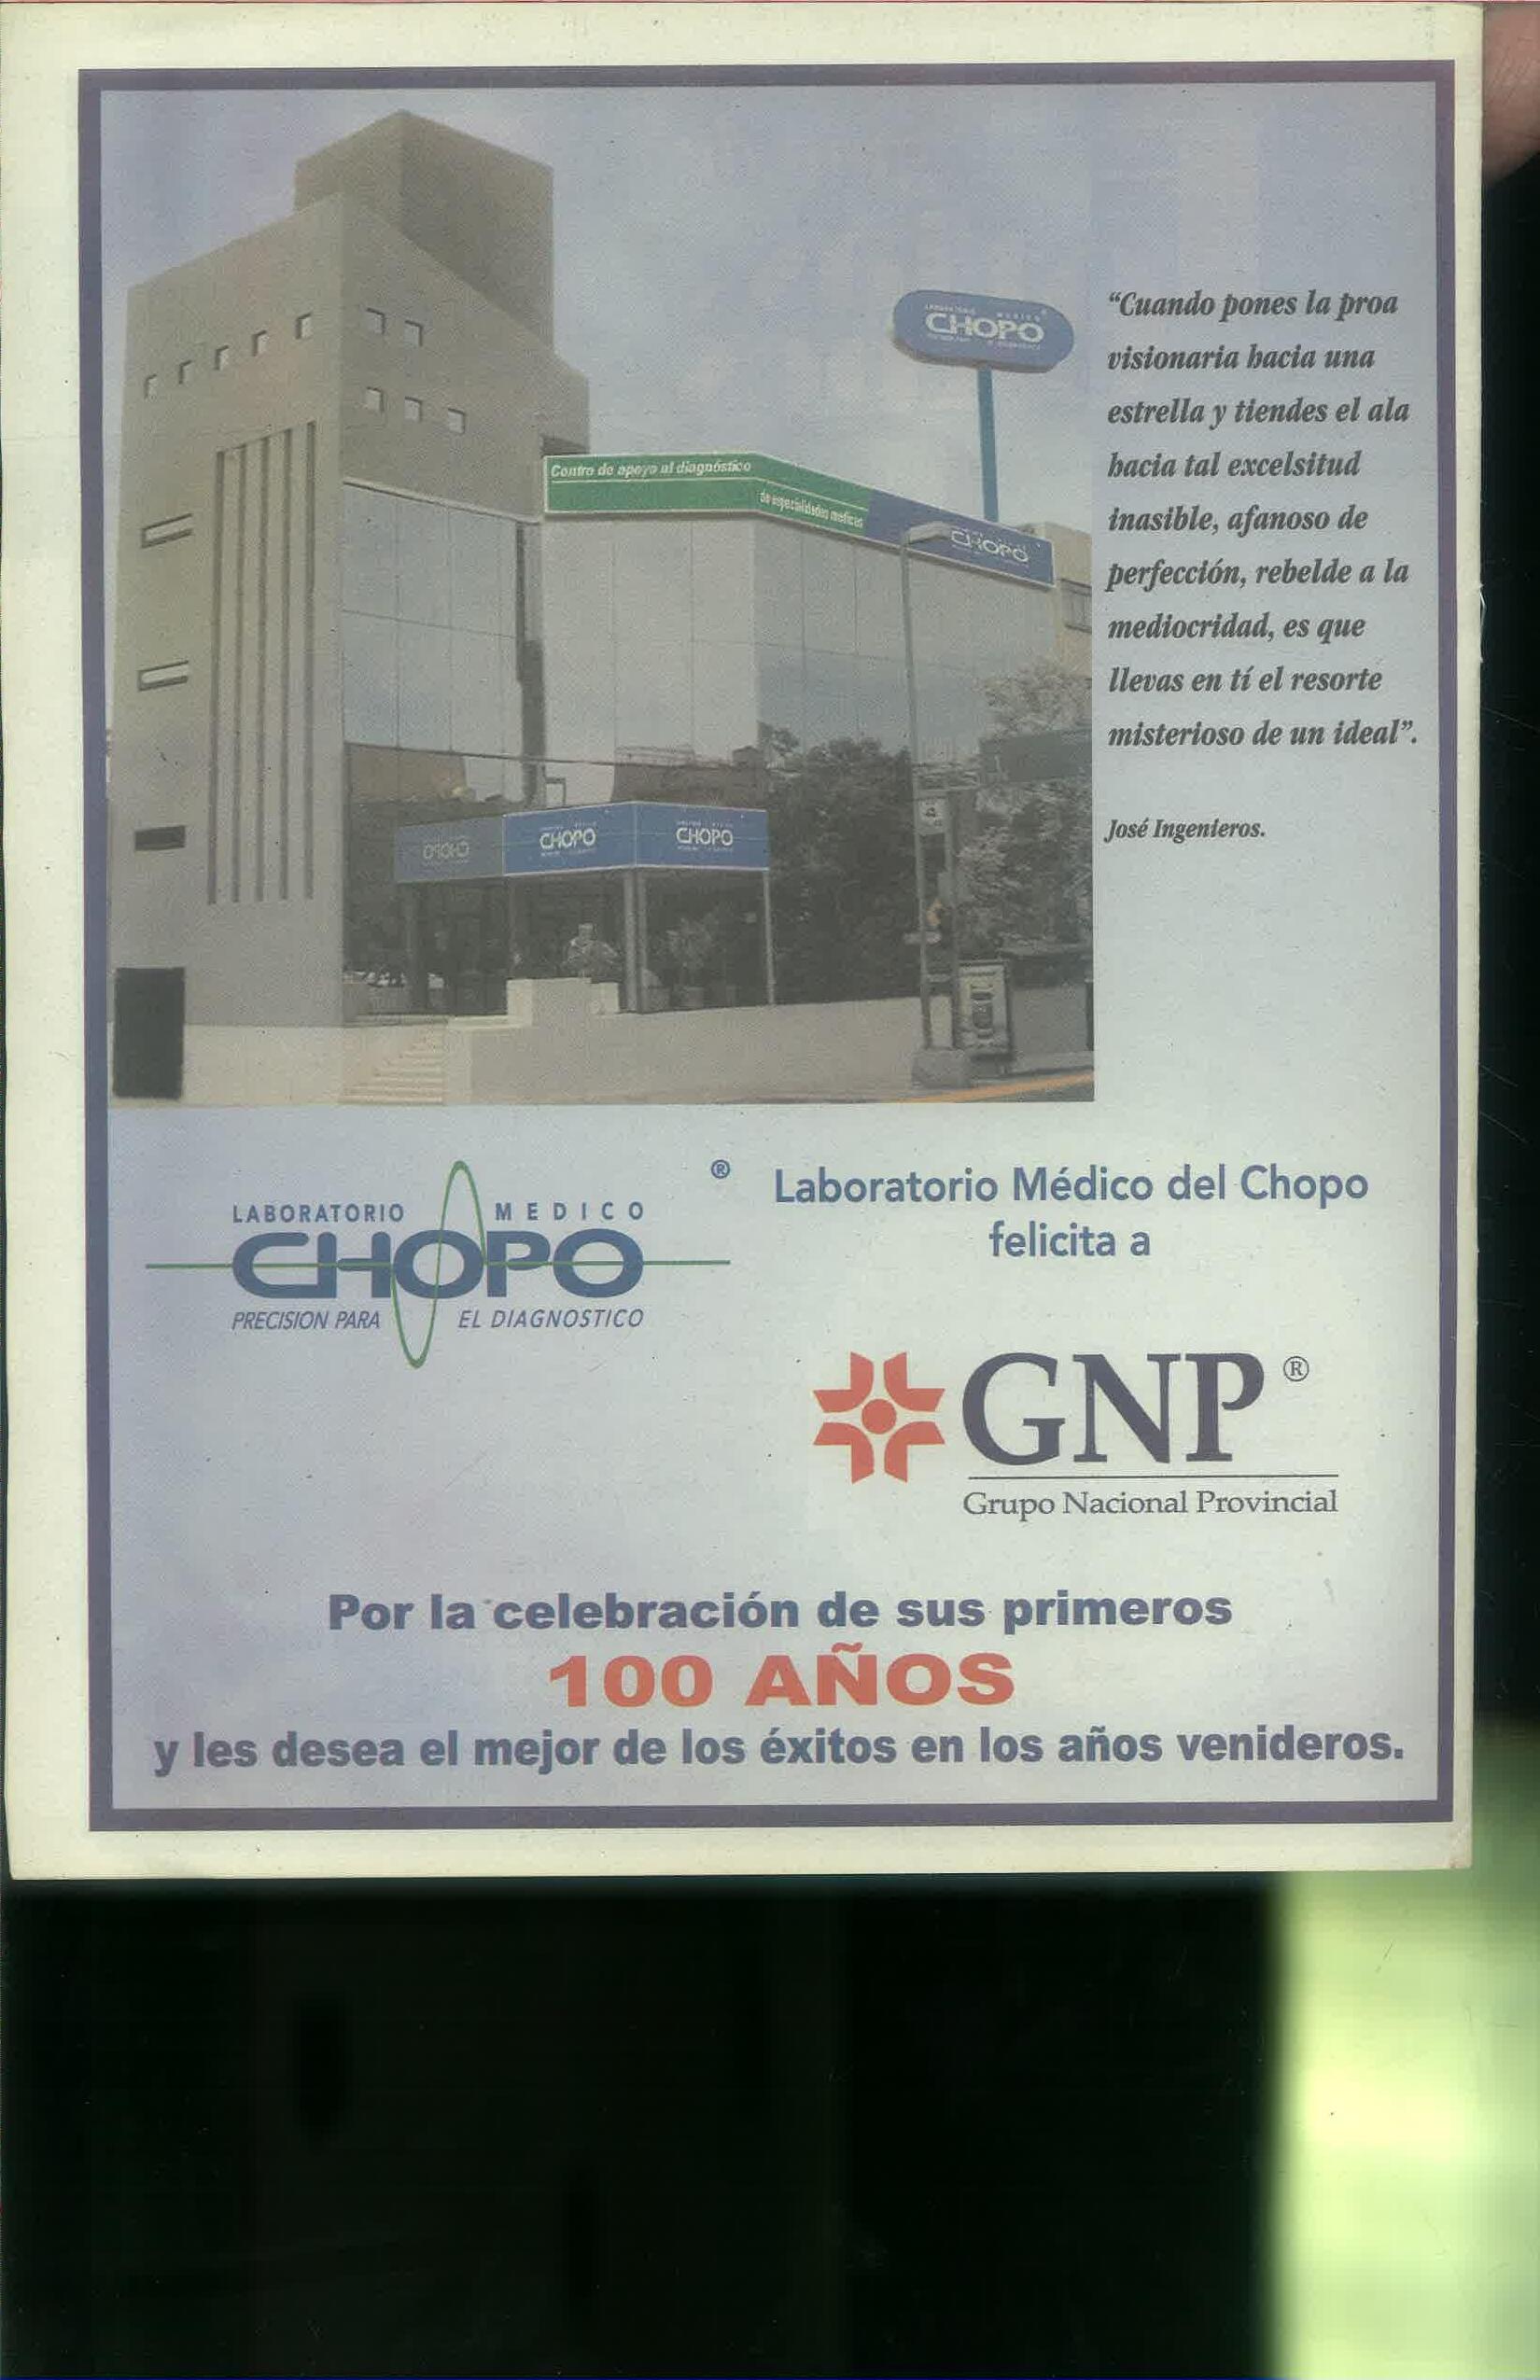 "Cuando pones la proa
visionaria hacia una
estrella y tiendes el ala
hacia tal excelsitud
inasible, afanoso de
perfección, rebelde a la
mediocridad, es que
llevas en tí el resorte
misterioso de un ideal".
José Ingenieros.
CHOPO
Centro de apoyo al diagnóstico
de especialidades medicas
CHOPO
CHOPO
CHOPO
LABORATORIO MEDICO ®
CHOPO
PRECISION PARA EL DIAGNOSTICO
Laboratorio Médico del Chopo
felicita a
GNP®
Grupo Nacional Provincial
Por la celebración de sus primeros
100 AÑOS
y les desea el mejor de los éxitos en los años venideros.